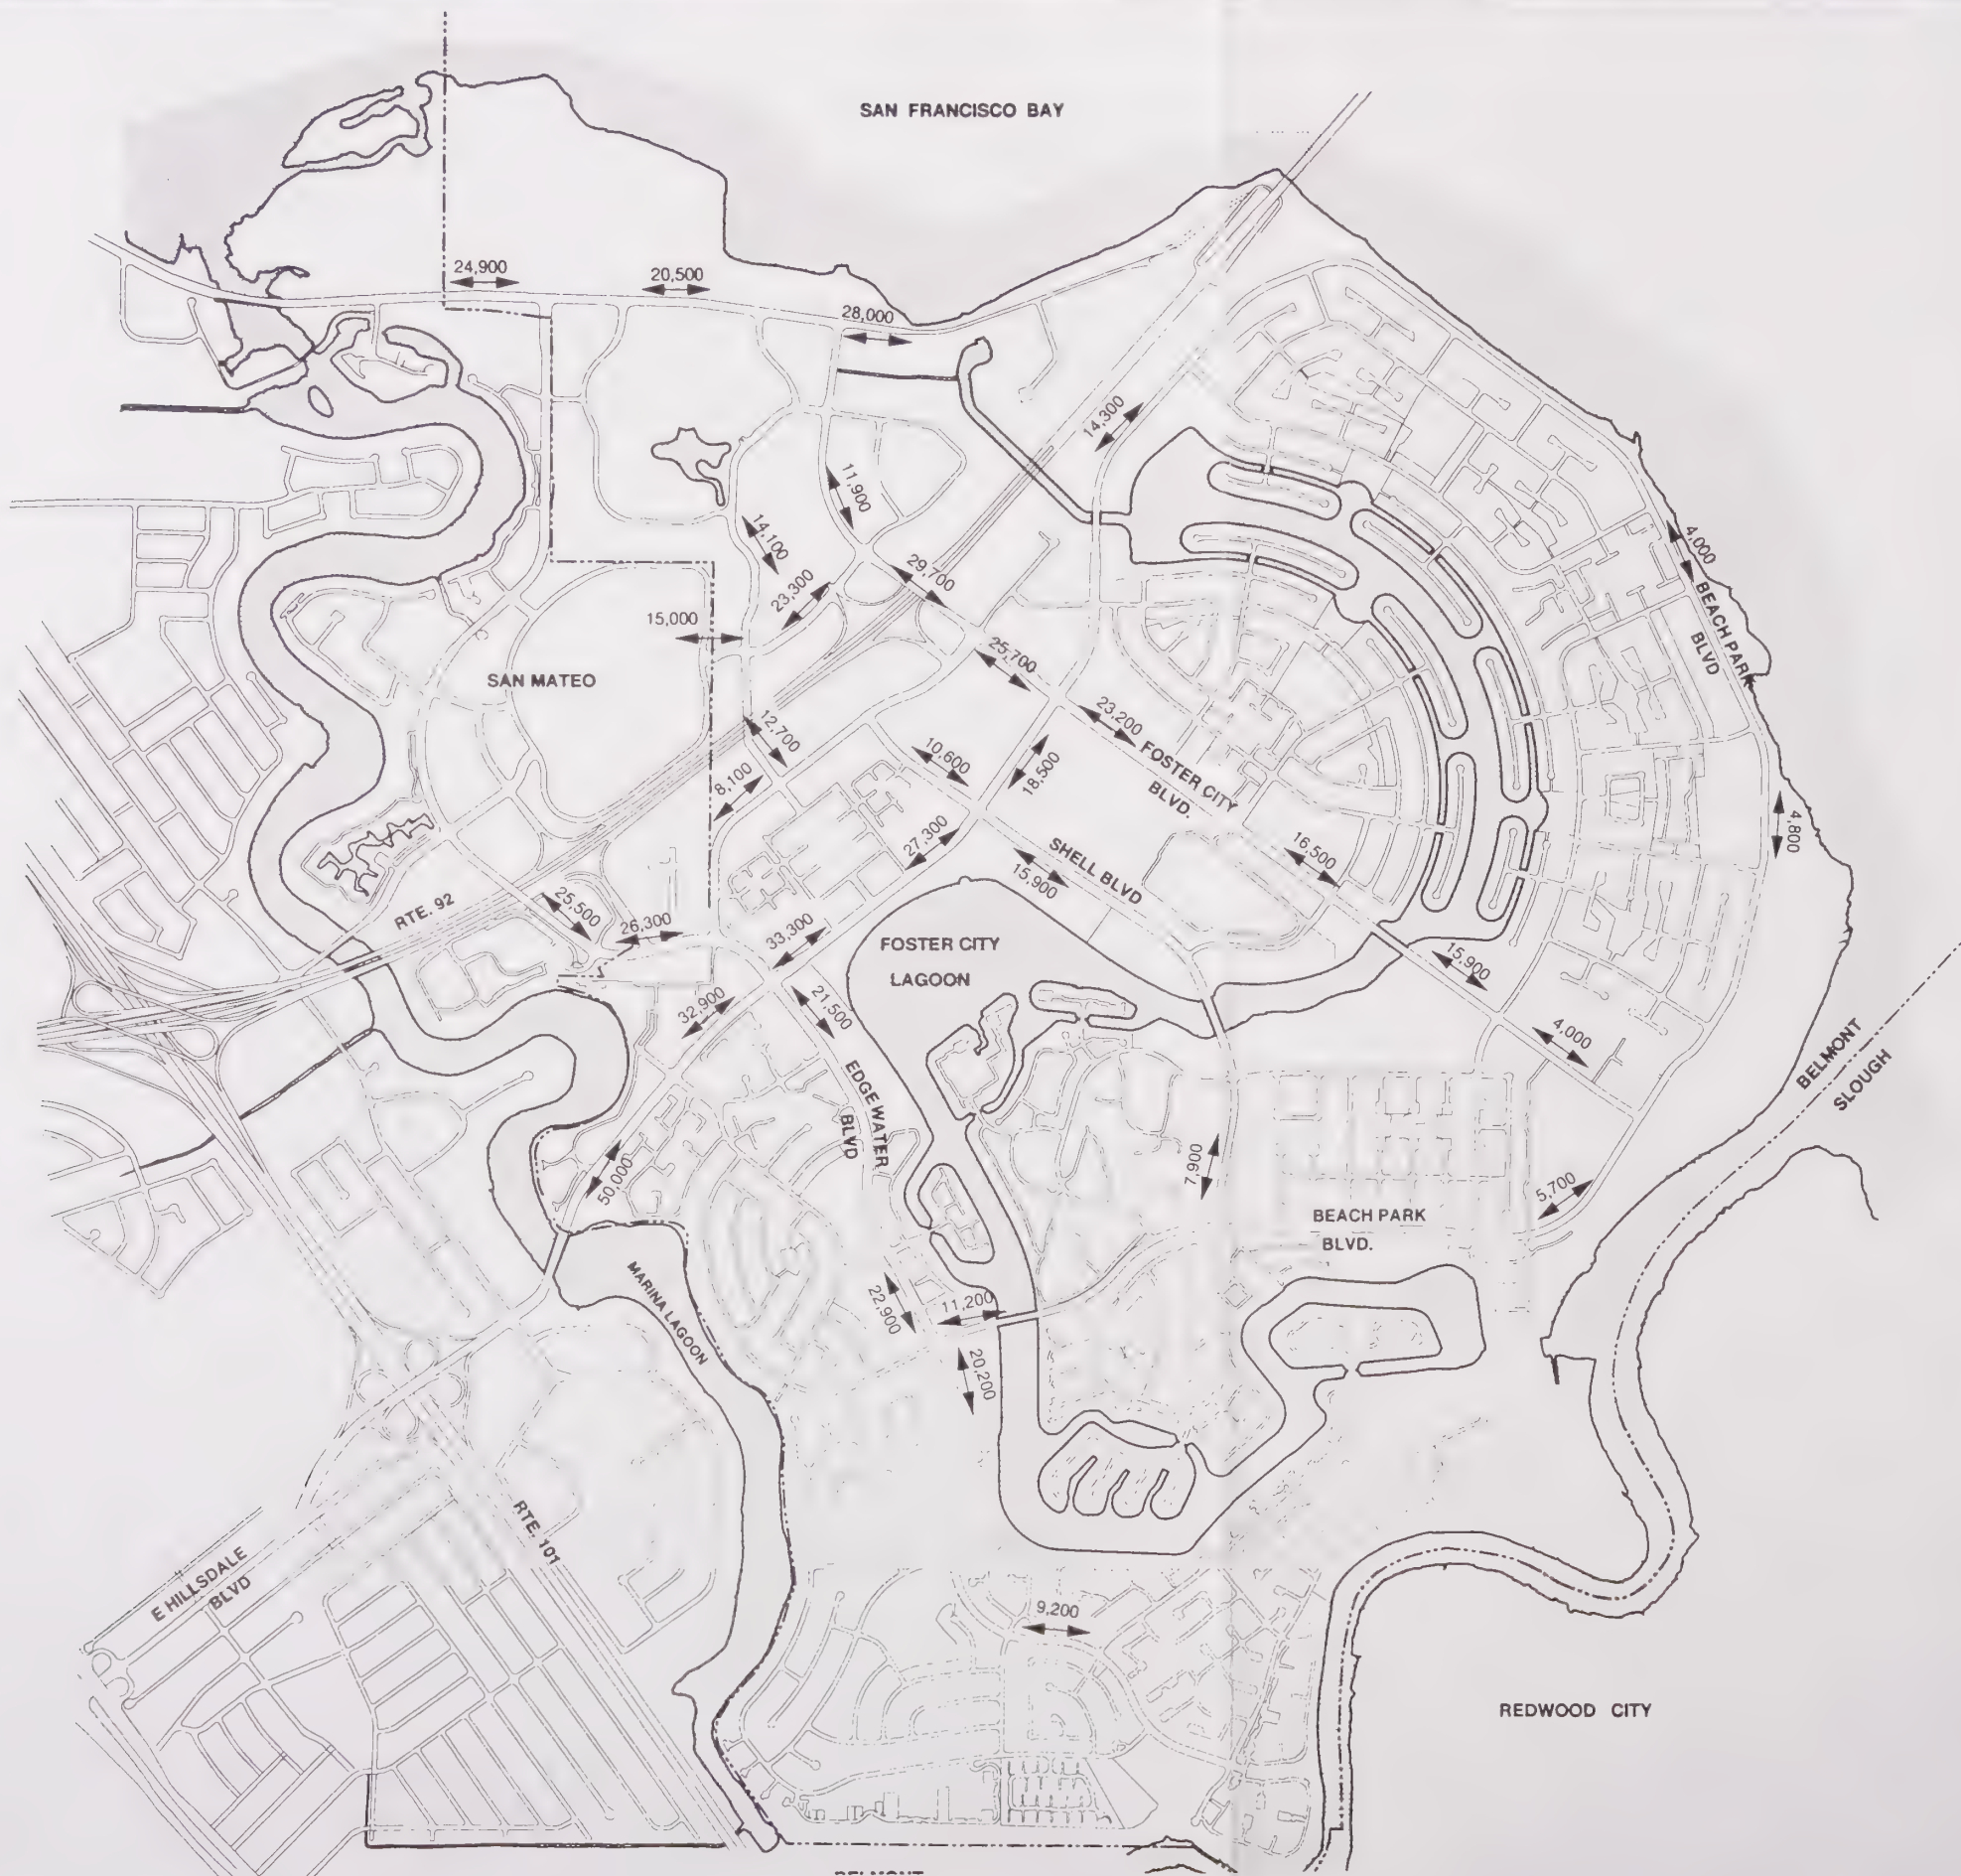 SAN FRANCISCO BAY
24,900
20,500
28,000
14,300
11,900
14,100
4,000
29,700
23,300
15,000
BEACH PARK
BLVD
25,700
SAN MATEO
23,200
12,700
10,600
FOSTER CITY
BLVD.
18,500
8,100
27,300
4,800
16,500
SHELL BLVD
15,900
RTE. 92
25,500
26,300
33,300
FOSTER CITY
LAGOON
15,900
32,900
21,500
4,000
BELMONT
SLOUGH
EDGEWATER
BLVD
50,000
7,900
5,700
BEACH PARK
BLVD.
MARINA LAGOON
22,900
11,200
20,200
RTE. 101
E HILLSDALE
BLVD
9,200
REDWOOD CITY
BELMONT